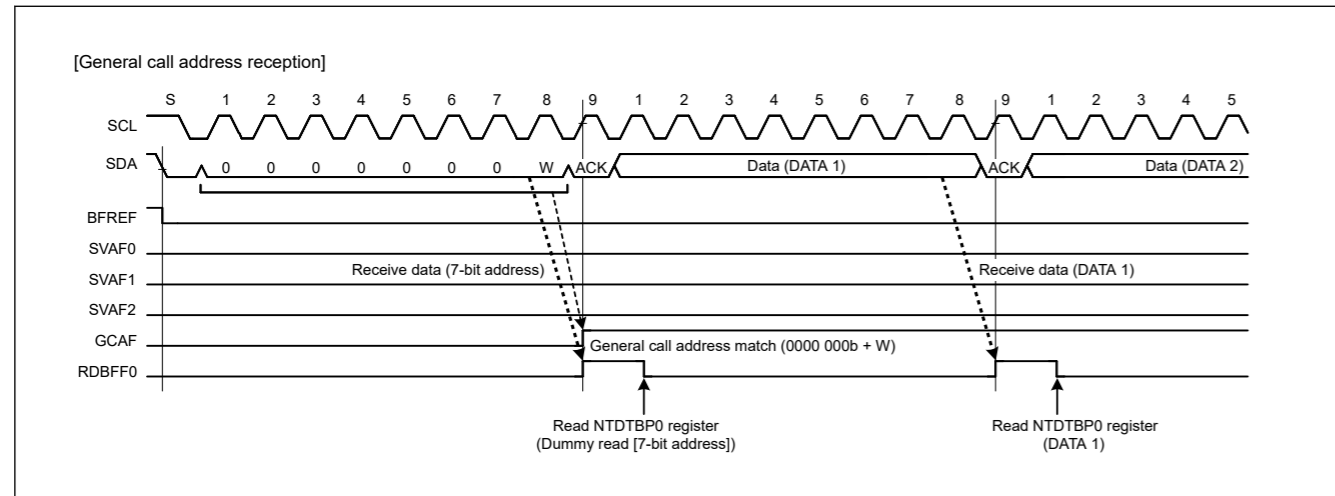 [General call address reception]
S 1 2 3 4 5 6 7 8 9 1 2 3 4 5 6 7 8 9 1 2 3 4 5
SCL
SDA 0 0 0 0 0 0 0 W ACK Data (DATA 1) ACK Data (DATA 2)
BFREF
SVAF0
Receive data (7-bit address) Receive data (DATA 1)
SVAF1
SVAF2
GCAF
General call address match (0000 000b + W)
RDBFF0
Read NTDTBP0 register
(Dummy read [7-bit address])
Read NTDTBP0 register
(DATA 1)